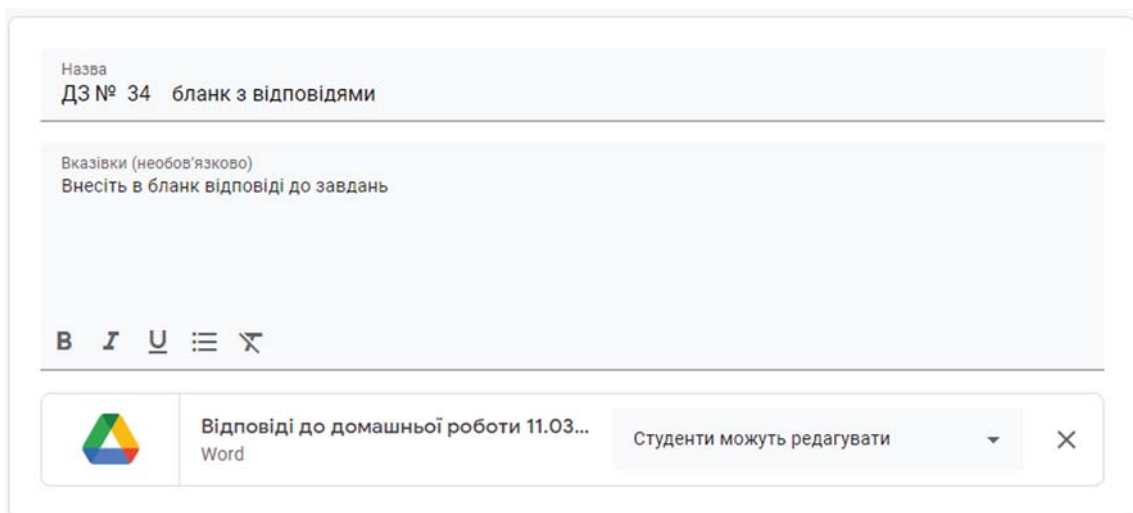 Назва
ДЗ № 34 бланк з відповідями
Вказівки (необов'язково)
Внесіть в бланк відповіді до завдань
B I U
Відповіді до домашньої роботи 11.03...
Студенти можуть редагувати
Word